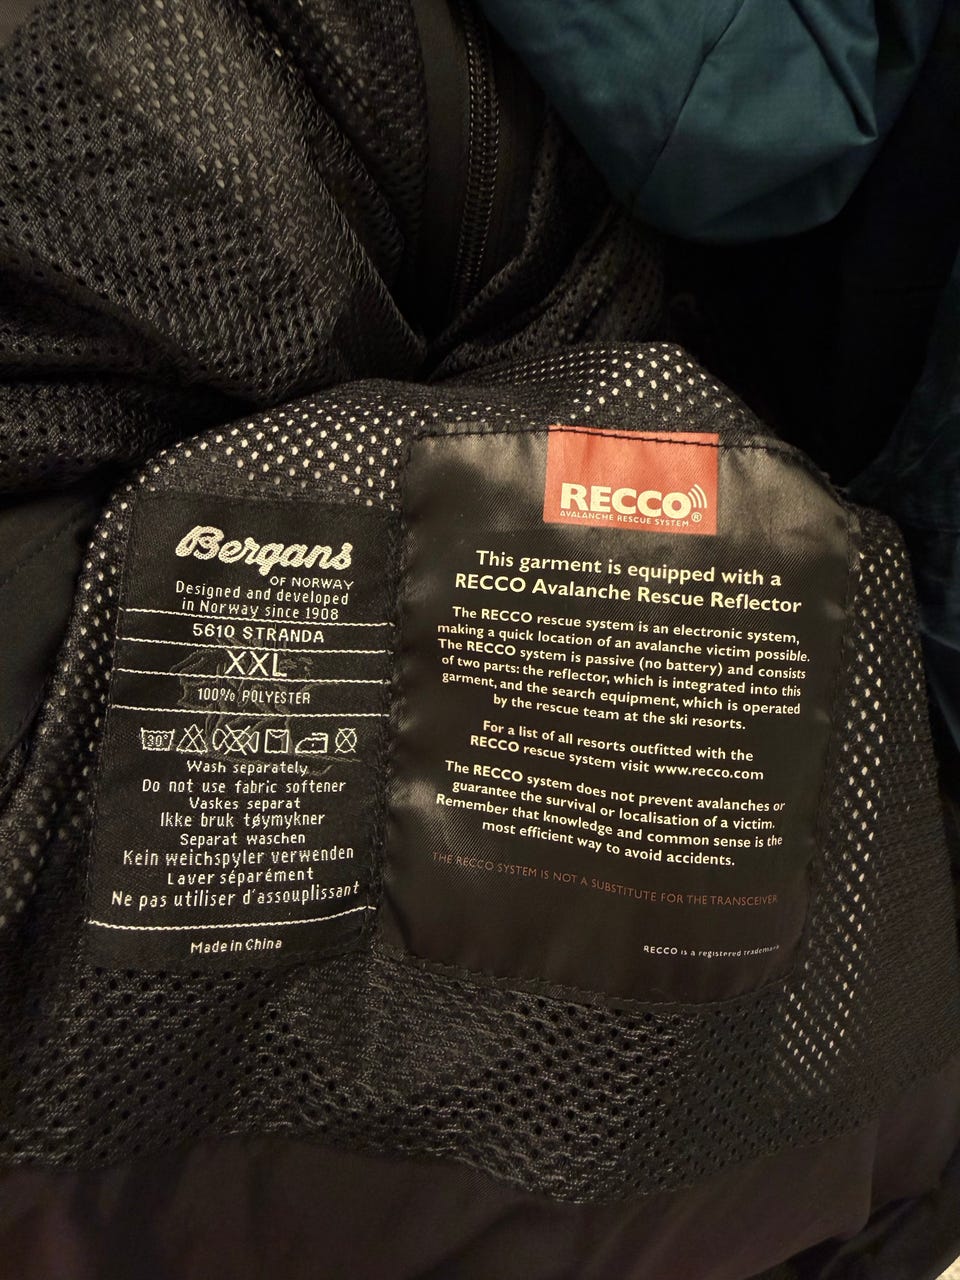 Bergans
OF NORWAY
Designed and developed
in Norway since 1908
5610 STRANDA
XXL
100% POLYESTER
30°
Wash separately
Do not use fabric softener
Vaskes separat
Ikke bruk tøymykner
Separat waschen
Kein weichspyler verwenden
Laver séparément
Ne pas utiliser d'assouplissant
Made in China
RECCO®
AVALANCHE RESCUE SYSTEM
This garment is equipped with a
RECCO Avalanche Rescue Reflector
The RECCO rescue system is an electronic system,
making a quick location of an avalanche victim possible.
The RECCO system is passive (no battery) and consists
of two parts: the reflector, which is integrated into this
garment, and the search equipment, which is operated
by the rescue team at the ski resorts.
For a list of all resorts outfitted with the
RECCO rescue system visit www.recco.com
The RECCO system does not prevent avalanches or
guarantee the survival or localisation of a victim.
Remember that knowledge and common sense is the
most efficient way to avoid accidents.
THE RECCO SYSTEM IS NOT A SUBSTITUTE FOR THE TRANSCEIVER
RECCO is a registered trademark